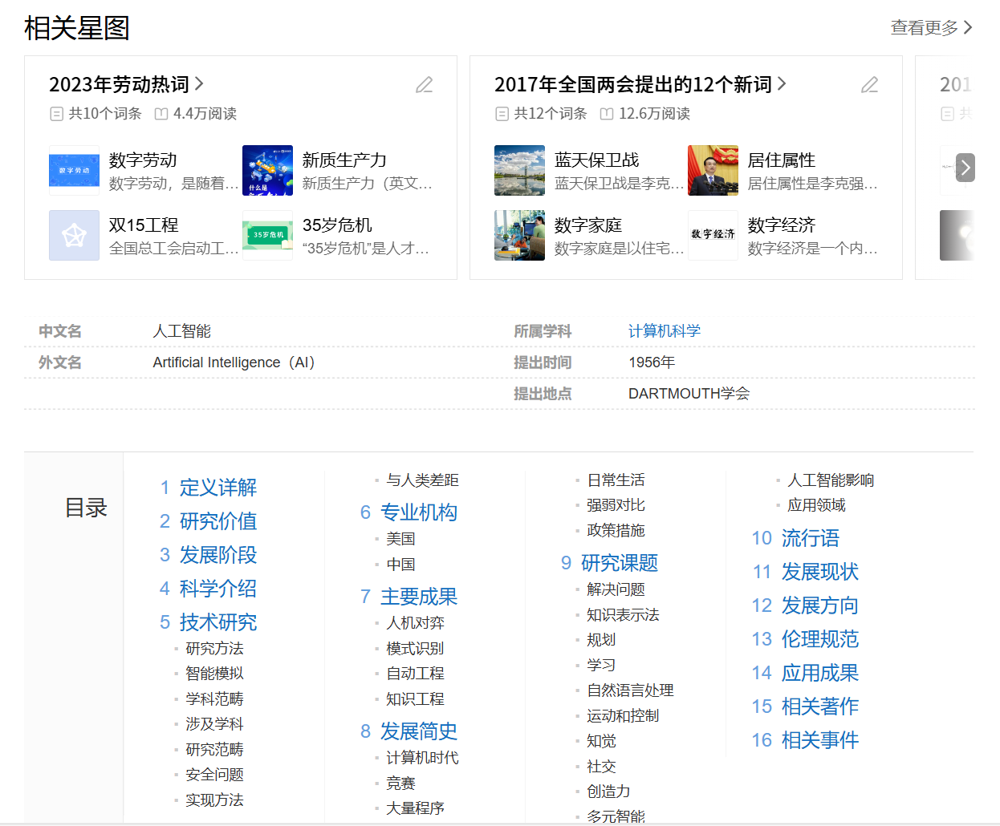 相关星图
查看更多
2023年劳动热词
共10个词条 4.4万阅读
数字劳动
数字劳动
数字劳动，是随着...
什么是
新质生产力
新质生产力（英文...
双15工程
全国总工会启动工...
35岁危机
35岁危机
“35岁危机”是人才...
2017年全国两会提出的12个新词
共12个词条 12.6万阅读
蓝天保卫战
蓝天保卫战是李克...
居住属性
居住属性是李克强...
数字家庭
数字家庭是以住宅...
数字经济
数字经济
数字经济是一个内...
201
共
中文名 人工智能
所属学科 计算机科学
外文名 Artificial Intelligence（AI）
提出时间 1956年
提出地点 DARTMOUTH学会
目录
1 定义详解
2 研究价值
3 发展阶段
4 科学介绍
5 技术研究
研究方法
智能模拟
学科范畴
涉及学科
研究范畴
安全问题
实现方法
与人类差距
6 专业机构
美国
中国
7 主要成果
人机对弈
模式识别
自动工程
知识工程
8 发展简史
计算机时代
竞赛
大量程序
日常生活
强弱对比
政策措施
9 研究课题
解决问题
知识表示法
规划
学习
自然语言处理
运动和控制
知觉
社交
创造力
多元智能
人工智能影响
应用领域
10 流行语
11 发展现状
12 发展方向
13 伦理规范
14 应用成果
15 相关著作
16 相关事件